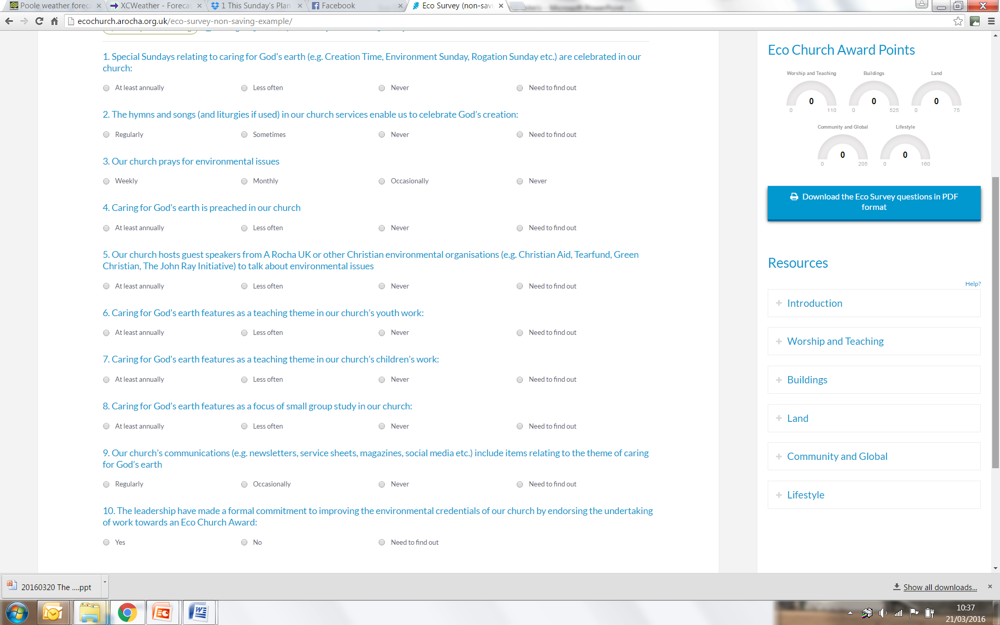 Poole weather foreca
XCWeather - Forecas
1 This Sunday's Plan
Facebook
Eco Survey (non-savi
ecochurch.arocha.org.uk/eco-survey-non-saving-example/
1. Special Sundays relating to caring for God's earth (e.g. Creation Time, Environment Sunday, Rogation Sunday etc.) are celebrated in our
church:
At least annually Less often Never Need to find out
2. The hymns and songs (and liturgies if used) in our church services enable us to celebrate God’s creation:
Regularly Sometimes Never Need to find out
3. Our church prays for environmental issues
Weekly Monthly Occasionally Never
4. Caring for God’s earth is preached in our church
At least annually Less often Never Need to find out
5. Our church hosts guest speakers from A Rocha UK or other Christian environmental organisations (e.g. Christian Aid, Tearfund, Green
Christian, The John Ray Initiative) to talk about environmental issues
At least annually Less often Never Need to find out
6. Caring for God’s earth features as a teaching theme in our church’s youth work:
At least annually Less often Never Need to find out
7. Caring for God’s earth features as a teaching theme in our church’s children’s work:
At least annually Less often Never Need to find out
8. Caring for God’s earth features as a focus of small group study in our church:
At least annually Less often Never Need to find out
9. Our church’s communications (e.g. newsletters, service sheets, magazines, social media etc.) include items relating to the theme of caring
for God’s earth
Regularly Occasionally Never Need to find out
10. The leadership have made a formal commitment to improving the environmental credentials of our church by endorsing the undertaking
of work towards an Eco Church Award:
Yes No Need to find out
Eco Church Award Points
Worship and Teaching Buildings Land
0 0 0
0 110 0 525 0 75
Community and Global Lifestyle
0 0
0 205 0 160
Download the Eco Survey questions in PDF
format
Resources
Help?
Introduction
Worship and Teaching
Buildings
Land
Community and Global
Lifestyle
20160320 The ....ppt
Show all downloads...
10:37
21/03/2016